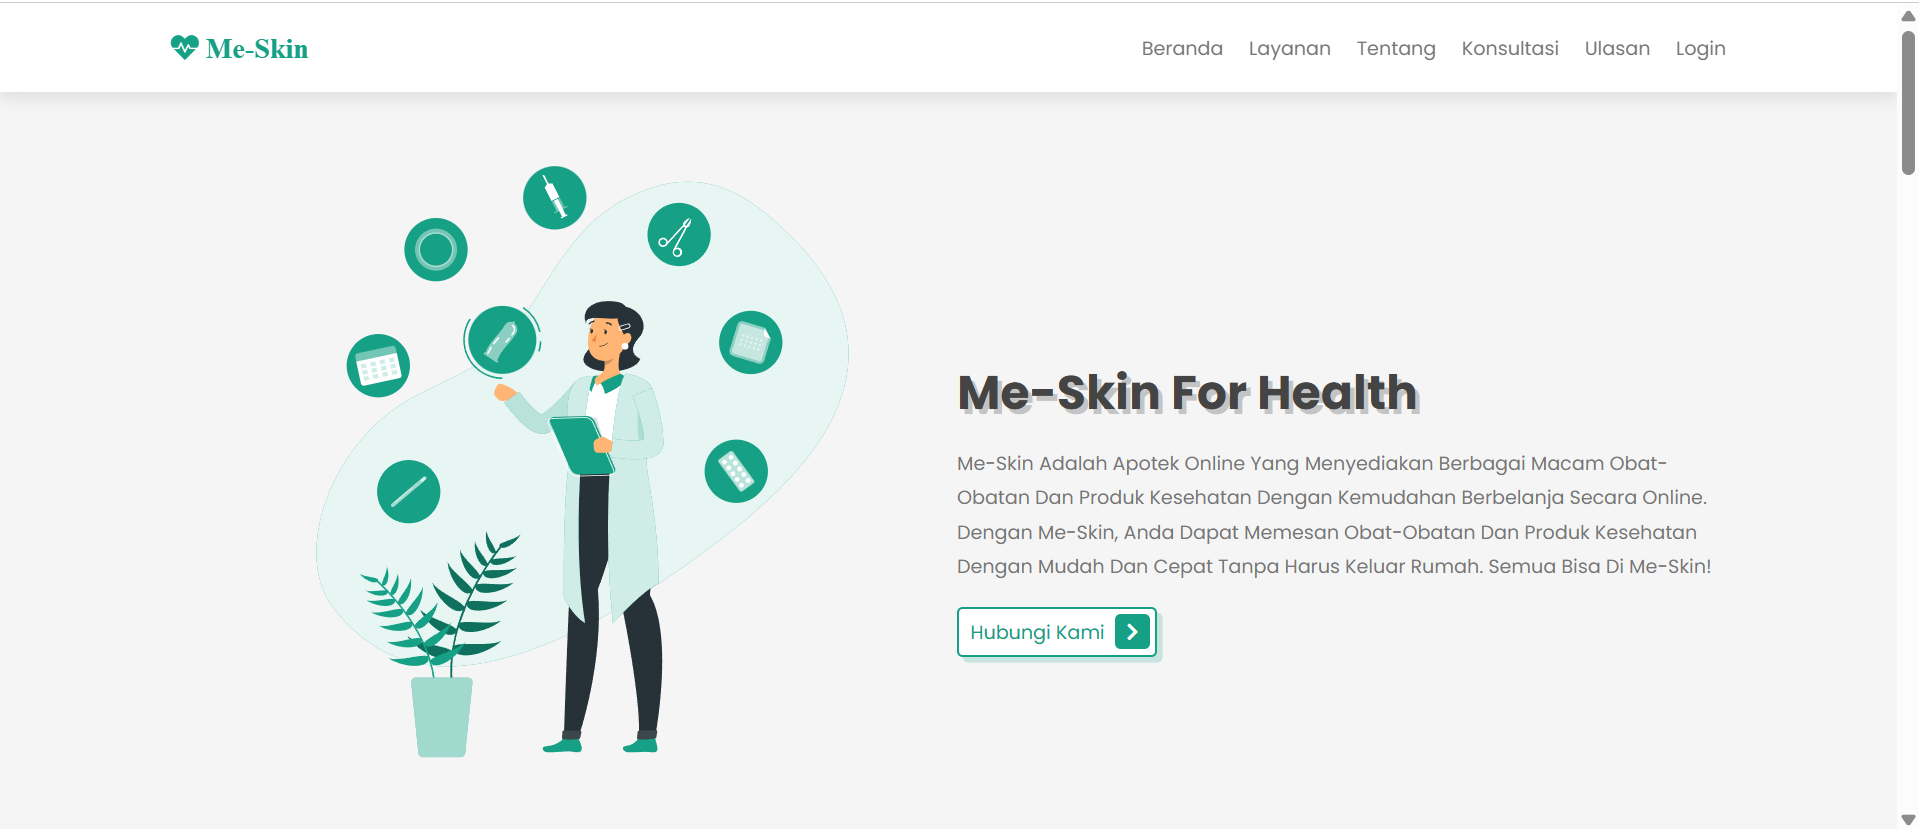 Me-Skin
Beranda Layanan Tentang Konsultasi Ulasan Login
Me-Skin For Health
Me-Skin Adalah Apotek Online Yang Menyediakan Berbagai Macam Obat-
Obatan Dan Produk Kesehatan Dengan Kemudahan Berbelanja Secara Online.
Dengan Me-Skin, Anda Dapat Memesan Obat-Obatan Dan Produk Kesehatan
Dengan Mudah Dan Cepat Tanpa Harus Keluar Rumah. Semua Bisa Di Me-Skin!
Hubungi Kami